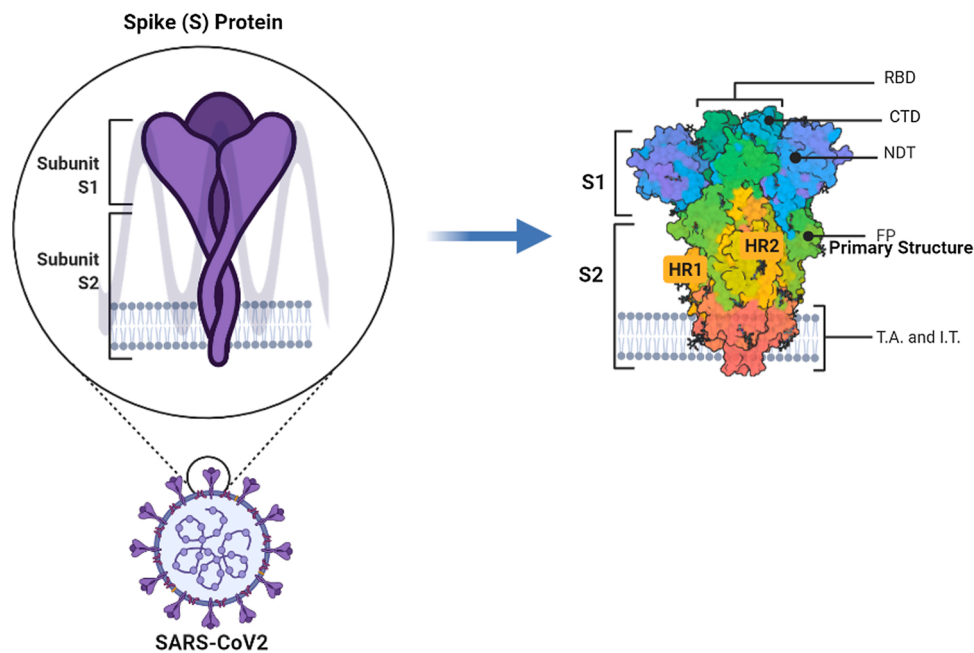 Spike (S) Protein
Subunit
S1
Subunit
S2
SARS-CoV2
RBD
CTD
NDT
FP
Primary Structure
S1
S2
HR2
HR1
T.A. and I.T.